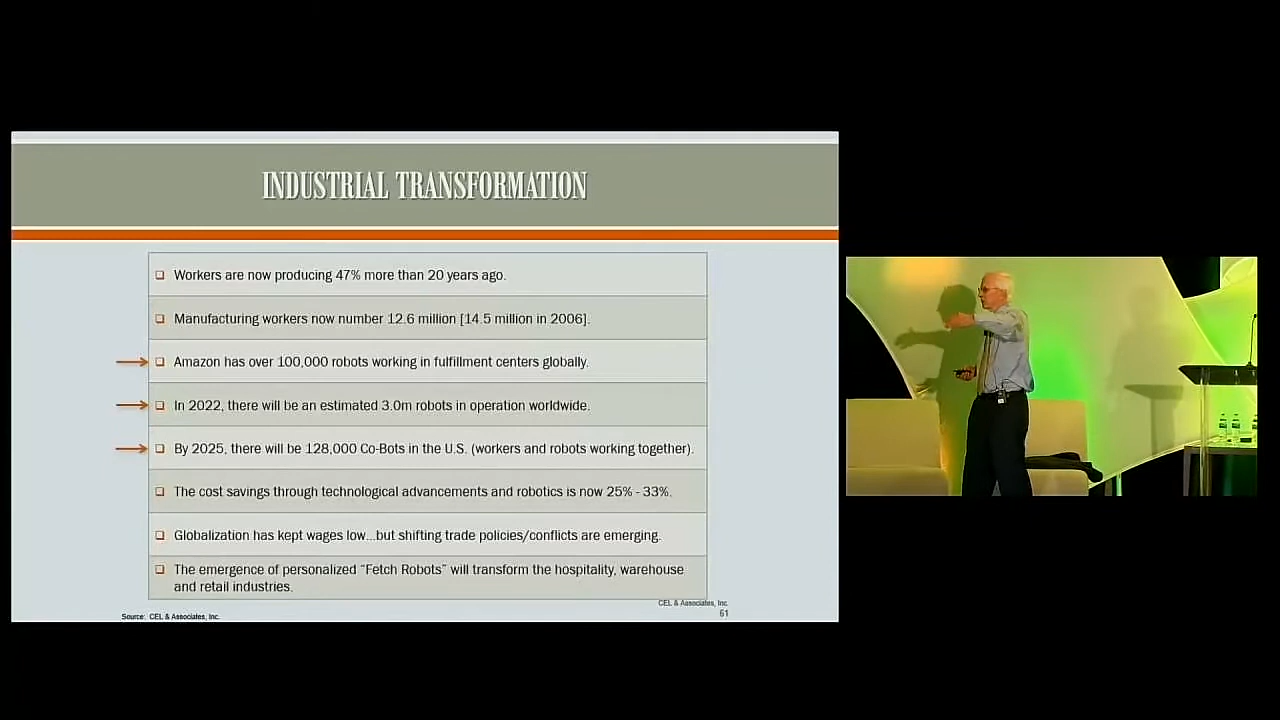 INDUSTRIAL TRANSFORMATION
Workers are now producing 47% more than 20 years ago.
Manufacturing workers now number 12.6 million [14.5 million in 2006].
Amazon has over 100,000 robots working in fulfillment centers globally.
In 2022, there will be an estimated 3.0m robots in operation worldwide.
By 2025, there will be 128,000 Co-Bots in the U.S. (workers and robots working together).
The cost savings through technological advancements and robotics is now 25% - 33%.
Globalization has kept wages low...but shifting trade policies/conflicts are emerging.
The emergence of personalized “Fetch Robots” will transform the hospitality, warehouse
and retail industries.
CEL & Associates, Inc.
61
Source: CEL & Associates, Inc.